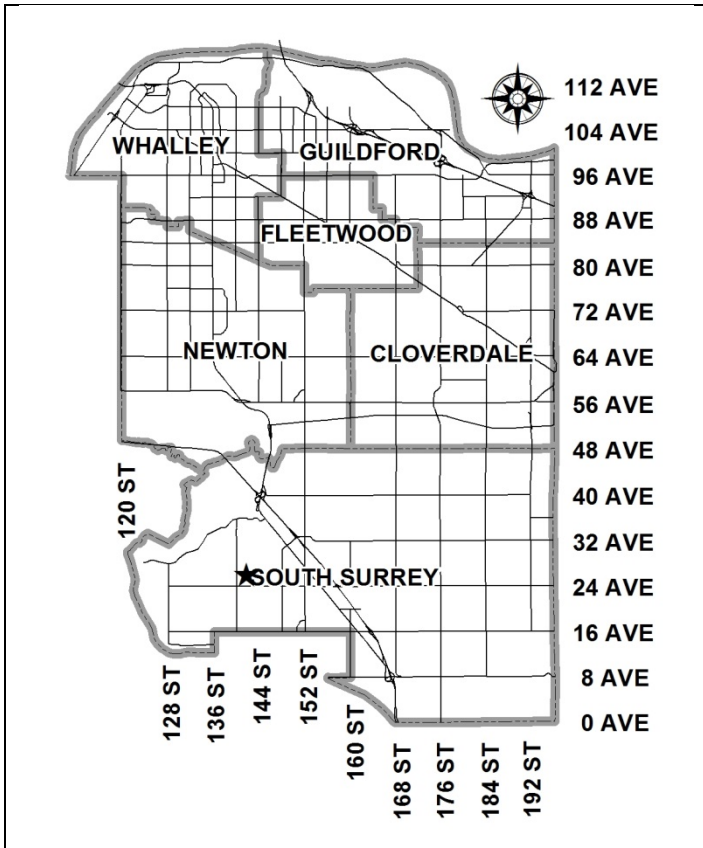 112 AVE
104 AVE
WHALLEY
GUILDFORD
96 AVE
88 AVE
FLEETWOOD
80 AVE
72 AVE
NEWTON
CLOVERDALE
64 AVE
56 AVE
48 AVE
120 ST
40 AVE
32 AVE
SOUTH SURREY
24 AVE
16 AVE
128 ST
136 ST
144 ST
152 ST
160 ST
8 AVE
0 AVE
168 ST
176 ST
184 ST
192 ST